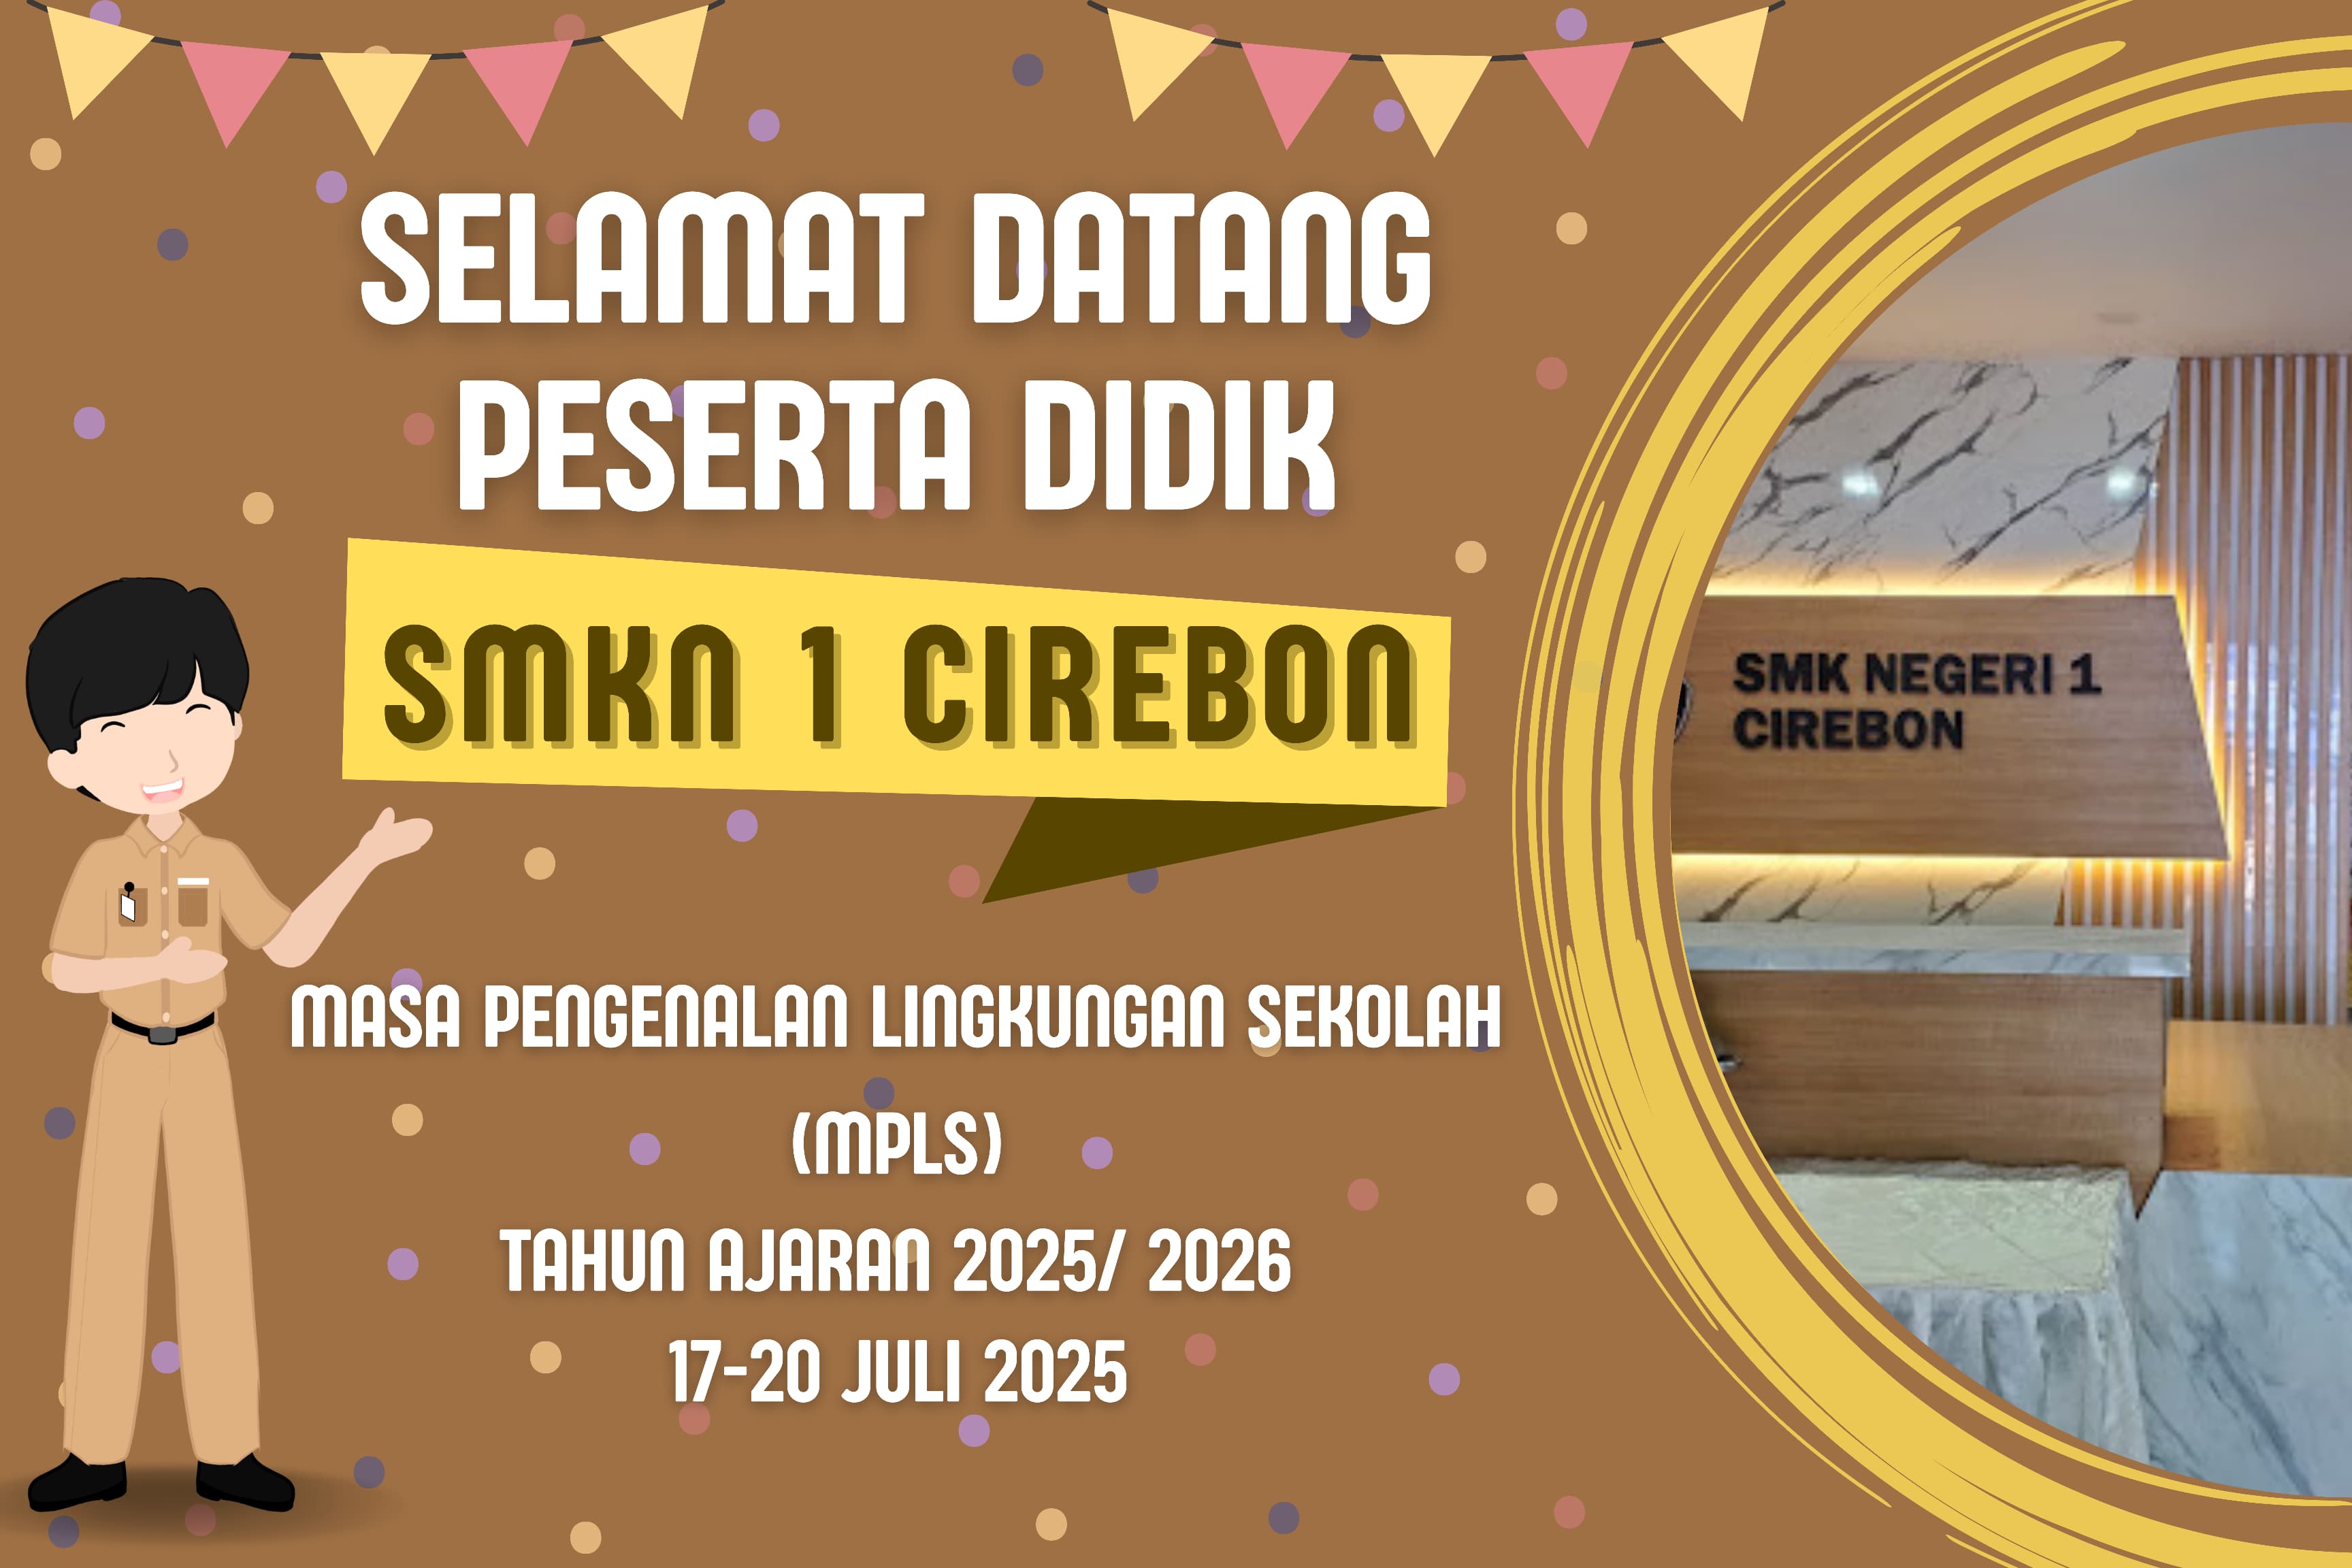 SELAMAT DATANG
PESERTA DIDIK
SMKN 1 CIREBON
SMK NEGERI 1
CIREBON
MASA PENGENALAN LINGKUNGAN SEKOLAH
(MPLS)
TAHUN AJARAN 2025/ 2026
17-20 JULI 2025